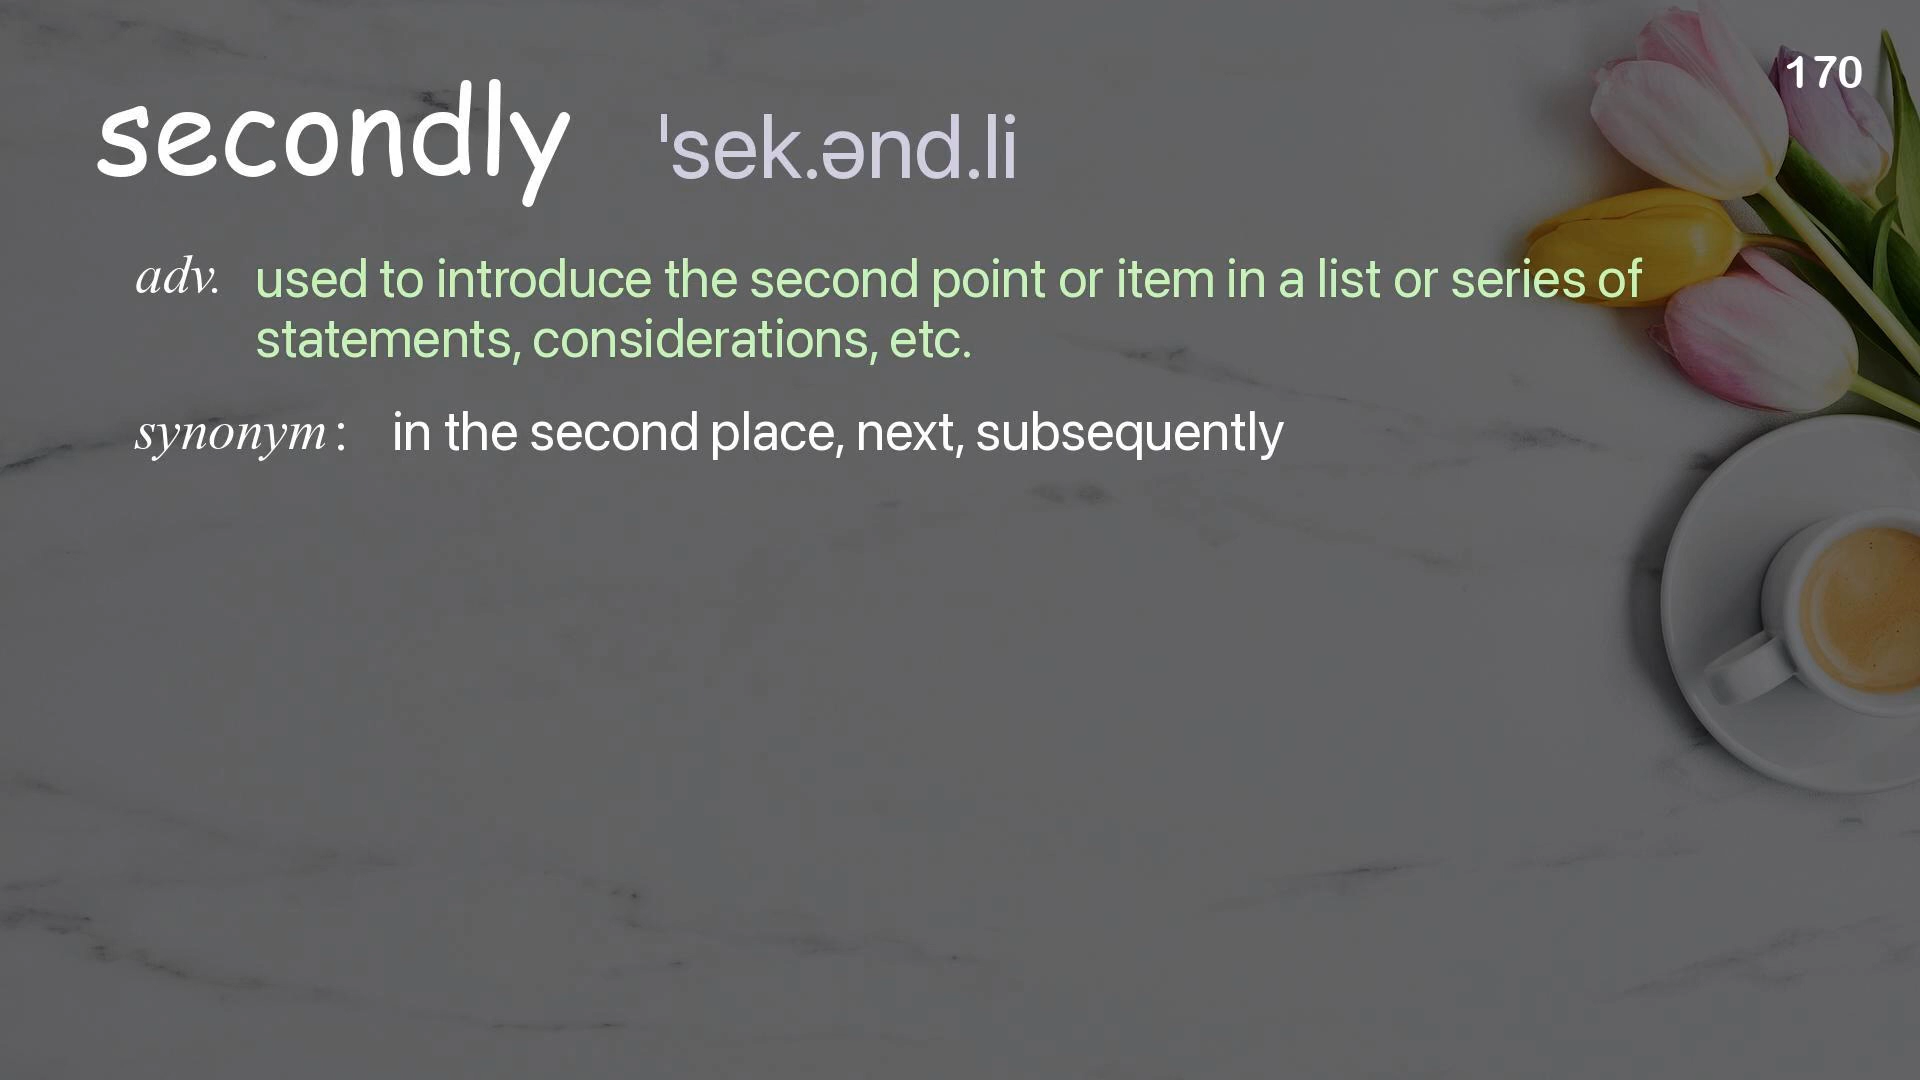 170
secondly ˈsek.ənd.li
adv. used to introduce the second point or item in a list or series of
statements, considerations, etc.
synonym: in the second place, next, subsequently